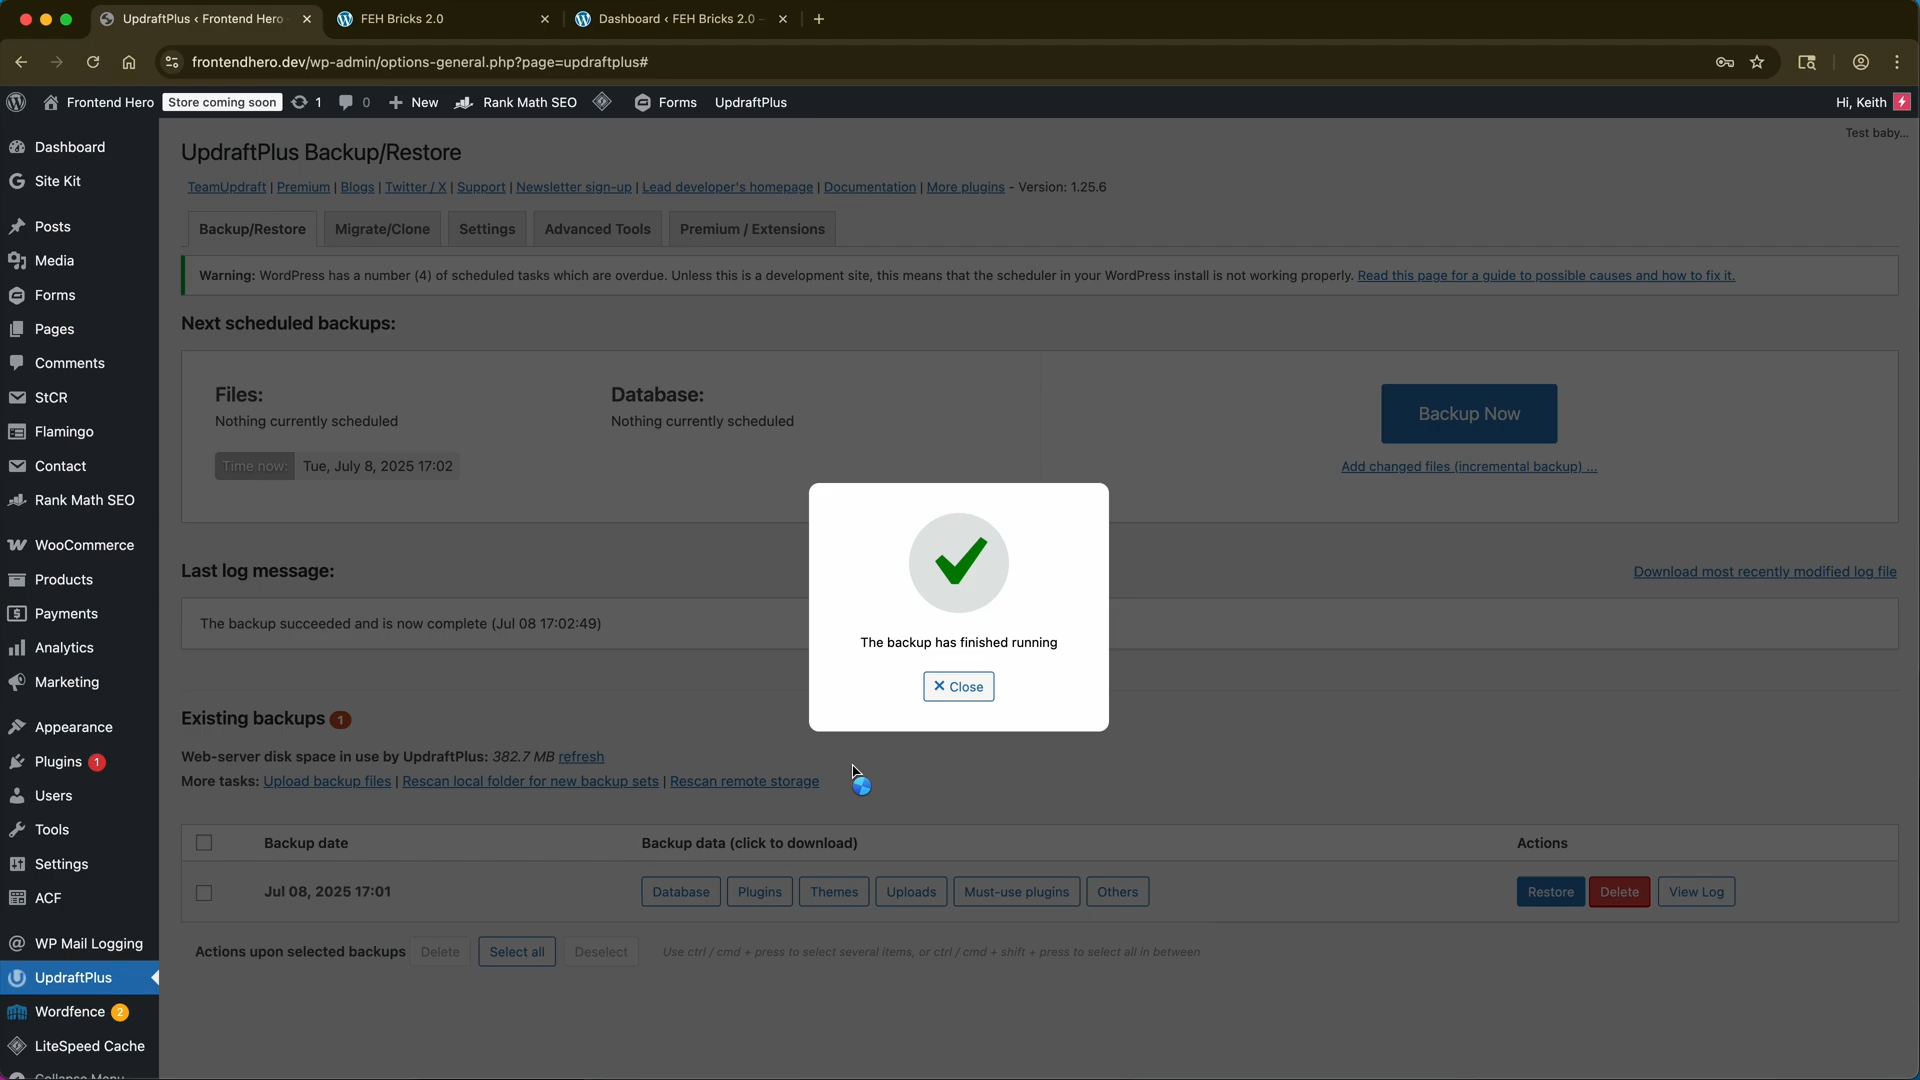 UpdraftPlus ‹ Frontend Hero
FEH Bricks 2.0
Dashboard ‹ FEH Bricks 2.0
frontendhero.dev/wp-admin/options-general.php?page=updraftplus#
Frontend Hero
Store coming soon
1
0
New
Rank Math SEO
Forms
UpdraftPlus
Hi, Keith
Test baby...
Dashboard
Site Kit
Posts
Media
Forms
Pages
Comments
StCR
Flamingo
Contact
Rank Math SEO
WooCommerce
Products
Payments
Analytics
Marketing
Appearance
Plugins 1
Users
Tools
Settings
ACF
WP Mail Logging
UpdraftPlus
Wordfence 2
LiteSpeed Cache
Collapse Menu
UpdraftPlus Backup/Restore
TeamUpdraft | Premium | Blogs | Twitter / X | Support | Newsletter sign-up | Lead developer's homepage | Documentation | More plugins - Version: 1.25.6
Backup/Restore
Migrate/Clone
Settings
Advanced Tools
Premium / Extensions
Warning: WordPress has a number (4) of scheduled tasks which are overdue. Unless this is a development site, this means that the scheduler in your WordPress install is not working properly. Read this page for a guide to possible causes and how to fix it.
Next scheduled backups:
Files:
Nothing currently scheduled
Database:
Nothing currently scheduled
Time now: Tue, July 8, 2025 17:02
Backup Now
Add changed files (incremental backup) ...
The backup has finished running
× Close
Last log message:
Download most recently modified log file
The backup succeeded and is now complete (Jul 08 17:02:49)
Existing backups 1
Web-server disk space in use by UpdraftPlus: 382.7 MB refresh
More tasks: Upload backup files | Rescan local folder for new backup sets | Rescan remote storage
Backup date
Backup data (click to download)
Actions
Jul 08, 2025 17:01
Database
Plugins
Themes
Uploads
Must-use plugins
Others
Restore
Delete
View Log
Actions upon selected backups
Delete
Select all
Deselect
Use ctrl / cmd + press to select several items, or ctrl / cmd + shift + press to select all in between